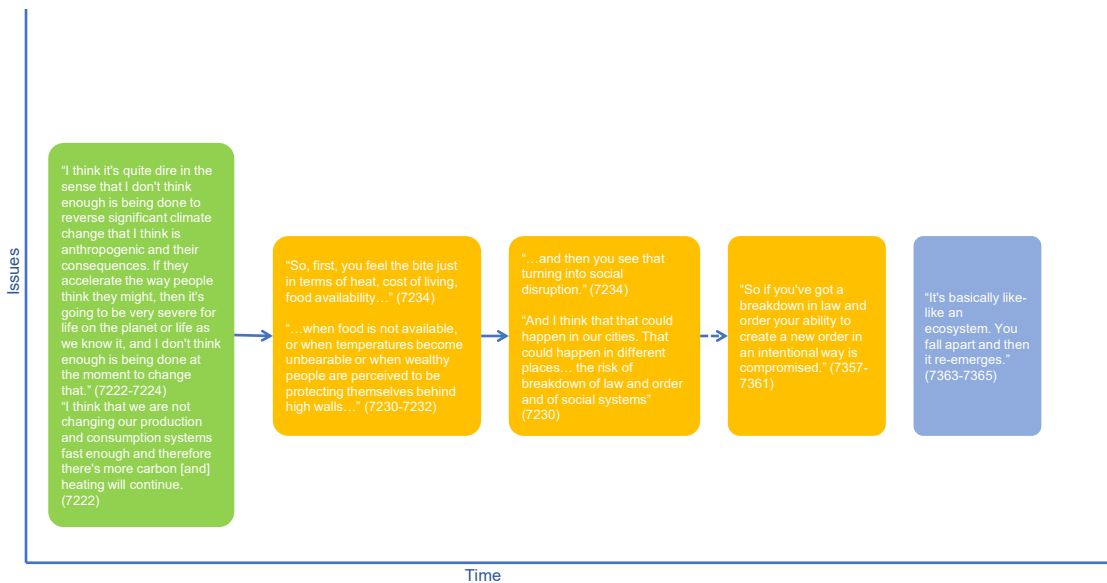 Issues
“I think it's quite dire in the
sense that I don't think
enough is being done to
reverse significant climate
change that I think is
anthropogenic and their
consequences. If they
accelerate the way people
think they might, then it's
going to be very severe for
life on the planet or life as
we know it, and I don't think
enough is being done at
the moment to change
that.” (7222-7224)
“I think that we are not
changing our production
and consumption systems
fast enough and therefore
there's more carbon [and]
heating will continue.
(7222)
“So, first, you feel the bite just
in terms of heat, cost of living,
food availability…” (7234)
“…when food is not available,
or when temperatures become
unbearable or when wealthy
people are perceived to be
protecting themselves behind
high walls…” (7230-7232)
“…and then you see that
turning into social
disruption.” (7234)
“And I think that that could
happen in our cities. That
could happen in different
places… the risk of
breakdown of law and order
and of social systems”
(7230)
“So if you've got a
breakdown in law and
order your ability to
create a new order in
an intentional way is
compromised.” (7357-
7361)
“It's basically like-
like an
ecosystem. You
fall apart and then
it re-emerges.”
(7363-7365)
Time